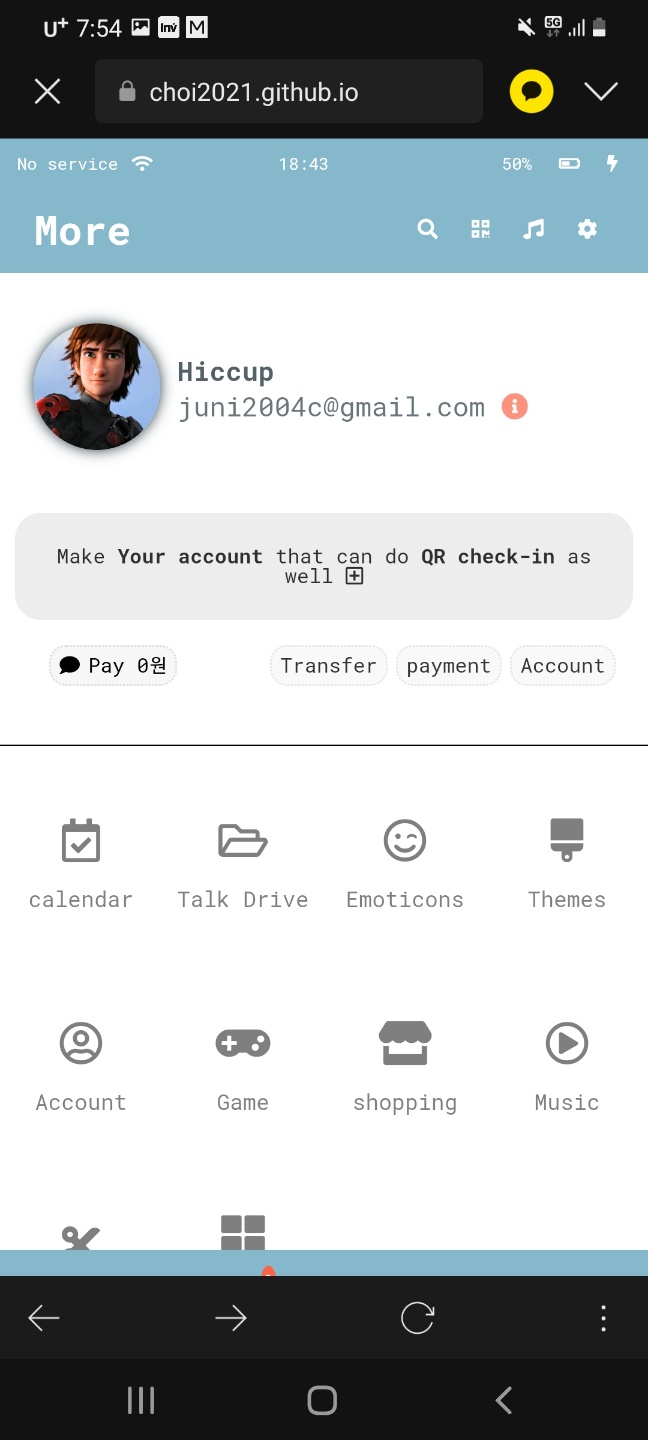 U+ 7:54 inv M 5G
choi2021.github.io
No service 18:43 50%
More
Hiccup
juni2004c@gmail.com
Make Your account that can do QR check-in as
well
Pay 0원 Transfer payment Account
calendar Talk Drive Emoticons Themes
Account Game shopping Music